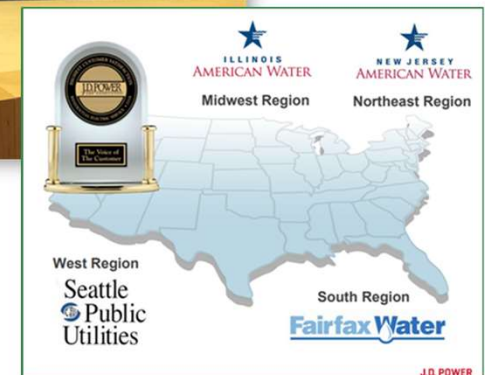 ILLINOIS
AMERICAN WATER
Midwest Region
NEW JERSEY
AMERICAN WATER
Northeast Region
J.D. POWER
The Voice of
The Customer
West Region
Seattle
Public
Utilities
South Region
Fairfax Water
J.D. POWER